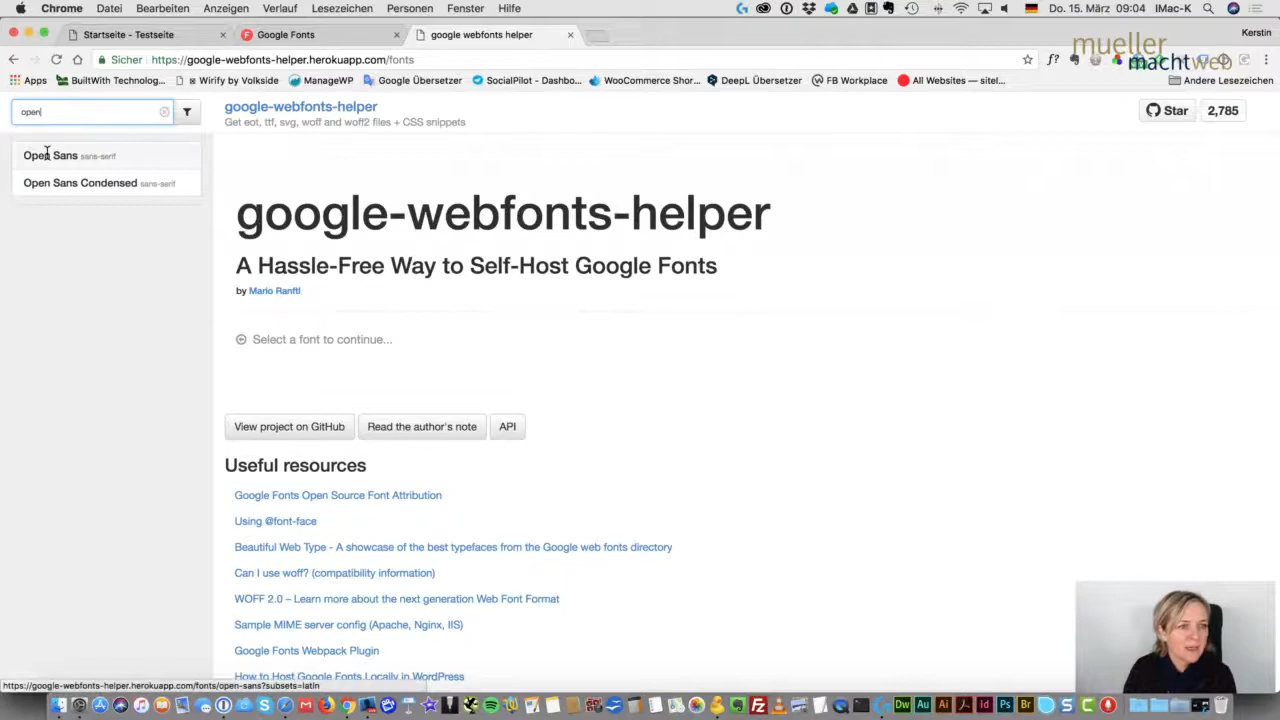 Chrome Datei Bearbeiten Anzeigen Verlauf Lesezeichen Personen Fenster Hilfe Do. 15. März 09:04 iMac-K
Startseite - Testseite Google Fonts google webfonts helper Kerstin
Sicher https://google-webfonts-helper.herokuapp.com/fonts
mueller
machtweb
Apps BuiltWith Technolog... Wirify by Volkside ManageWP Google Übersetzer SocialPilot - Dashbo... WooCommerce Shor... DeepL Übersetzer FB Workplace All Websites — sitel... Andere Lesezeichen
open
google-webfonts-helper
Get eot, ttf, svg, woff and woff2 files + CSS snippets
Star 2,785
Open Sans sans-serif
Open Sans Condensed sans-serif
google-webfonts-helper
A Hassle-Free Way to Self-Host Google Fonts
by Mario Ranftl
Select a font to continue...
View project on GitHub Read the author's note API
Useful resources
Google Fonts Open Source Font Attribution
Using @font-face
Beautiful Web Type - A showcase of the best typefaces from the Google web fonts directory
Can I use woff? (compatibility information)
WOFF 2.0 – Learn more about the next generation Web Font Format
Sample MIME server config (Apache, Nginx, IIS)
Google Fonts Webpack Plugin
How to Host Google Fonts Locally in WordPress
https://google-webfonts-helper.herokuapp.com/fonts/open-sans?subsets=latin
Dw Au Ai Id Ps Br